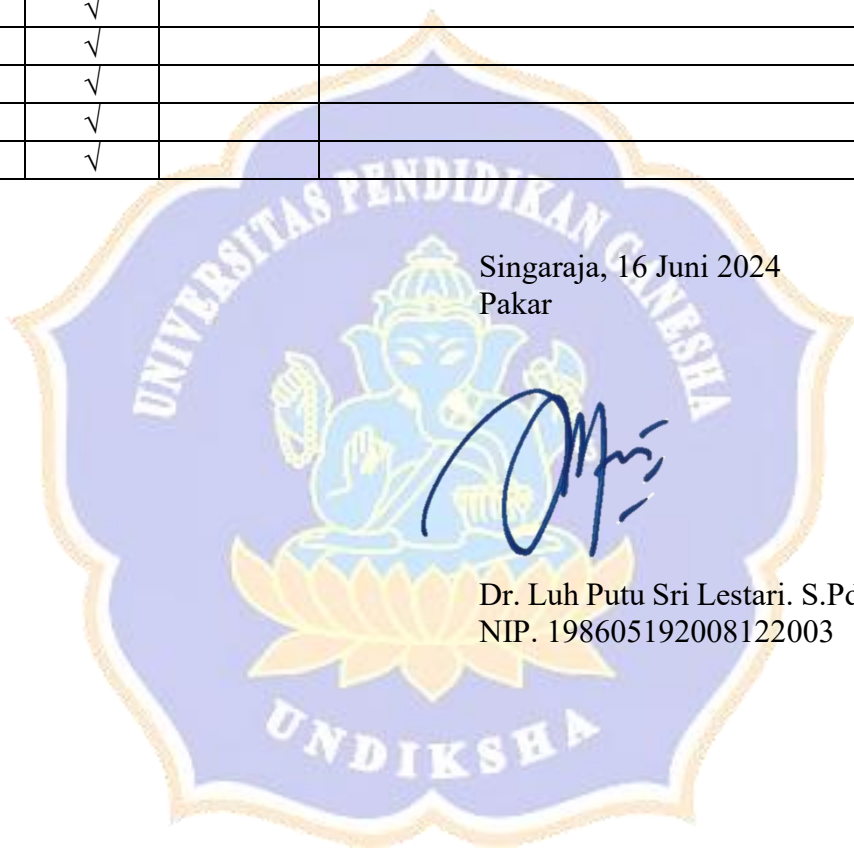 √
√
√
√
√
UNIVERSITAS PENDIDIKAN GANESHA
Singaraja, 16 Juni 2024
Pakar
Dr. Luh Putu Sri Lestari. S.Pd
NIP. 198605192008122003
UNDIKSHA